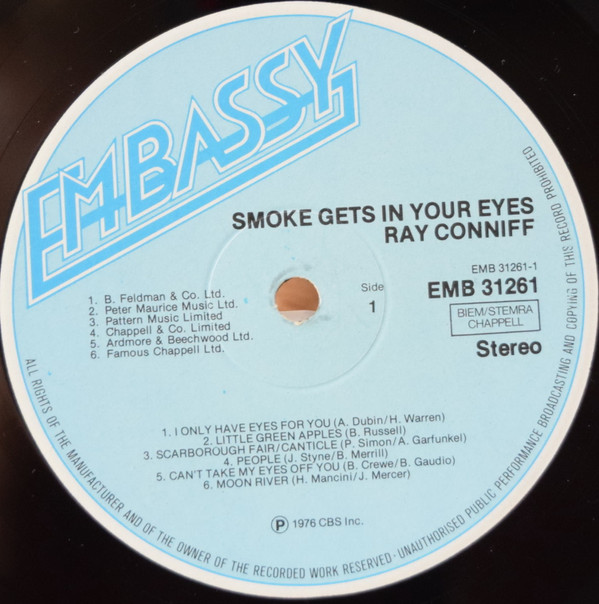 EMBASSY
SMOKE GETS IN YOUR EYES
RAY CONNIFF
EMB 31261-1
EMB 31261
BIEM/STEMRA
CHAPPELL
Stereo
Side
1
1. B. Feldman & Co. Ltd.
2. Peter Maurice Music Ltd.
3. Pattern Music Limited
4. Chappell & Co. Limited
5. Ardmore & Beechwood Ltd.
6. Famous Chappell Ltd.
1. I ONLY HAVE EYES FOR YOU (A. Dubin/H. Warren)
2. LITTLE GREEN APPLES (B. Russell)
3. SCARBOROUGH FAIR/CANTICLE (P. Simon/A. Garfunkel)
4. PEOPLE (J. Styne/B. Merrill)
5. CAN'T TAKE MY EYES OFF YOU (B. Crewe/B. Gaudio)
6. MOON RIVER (H. Mancini/J. Mercer)
Ⓟ 1976 CBS Inc.
ALL RIGHTS OF THE MANUFACTURER AND OF THE OWNER OF THE RECORDED WORK RESERVED · UNAUTHORISED PUBLIC PERFORMANCE BROADCASTING AND COPYING OF THIS RECORD PROHIBITED